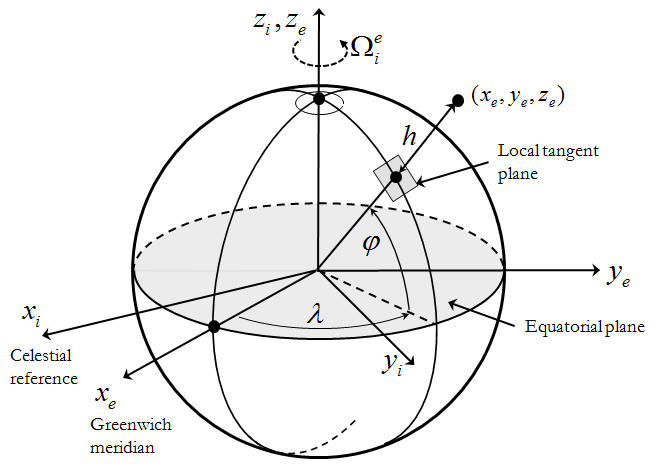 z_i, z_e
Ω_i^e
(x_e, y_e, z_e)
h
Local tangent
plane
φ
y_e
λ
x_i
Equatorial plane
Celestial
reference
y_i
x_e
Greenwich
meridian